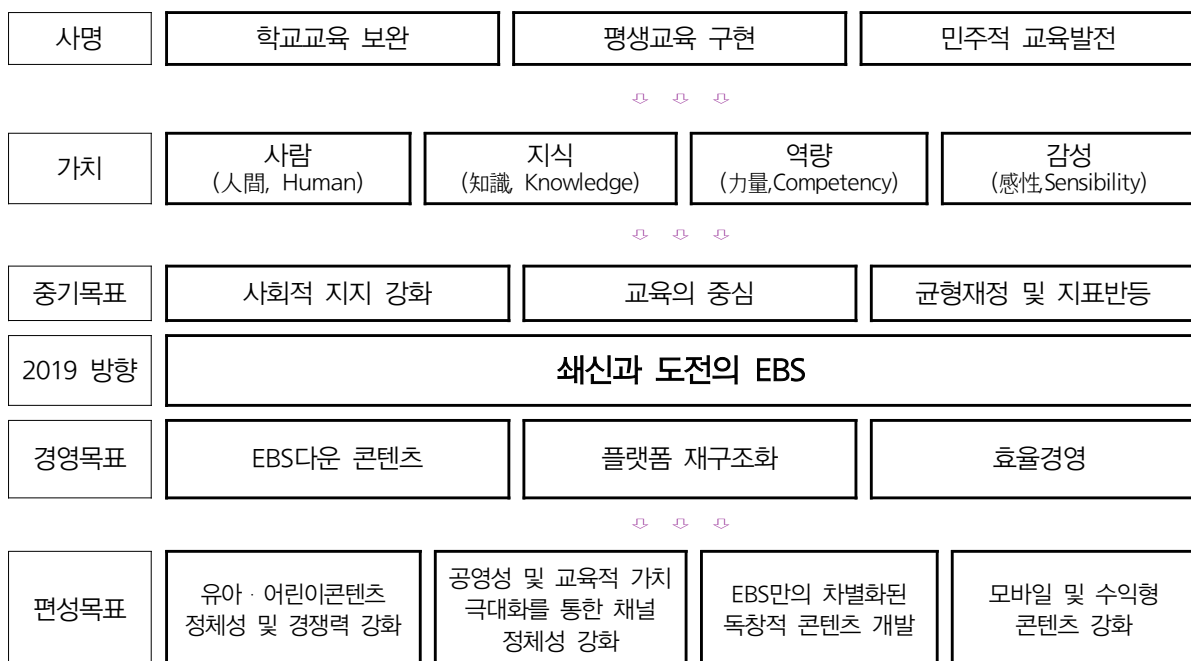 사명 학교교육 보완 평생교육 구현 민주적 교육발전
⇩ ⇩ ⇩
가치
사람
(人間, Human)
지식
(知識, Knowledge)
역량
(力量,Competency)
감성
(感性,Sensibility)
⇩ ⇩ ⇩
중기목표 사회적 지지 강화 교육의 중심 균형재정 및 지표반등
2019 방향 쇄신과 도전의 EBS
경영목표 EBS다운 콘텐츠 플랫폼 재구조화 효율경영
⇩ ⇩ ⇩
편성목표
유아 · 어린이콘텐츠
정체성 및 경쟁력 강화
공영성 및 교육적 가치
극대화를 통한 채널
정체성 강화
EBS만의 차별화된
독창적 콘텐츠 개발
모바일 및 수익형
콘텐츠 강화